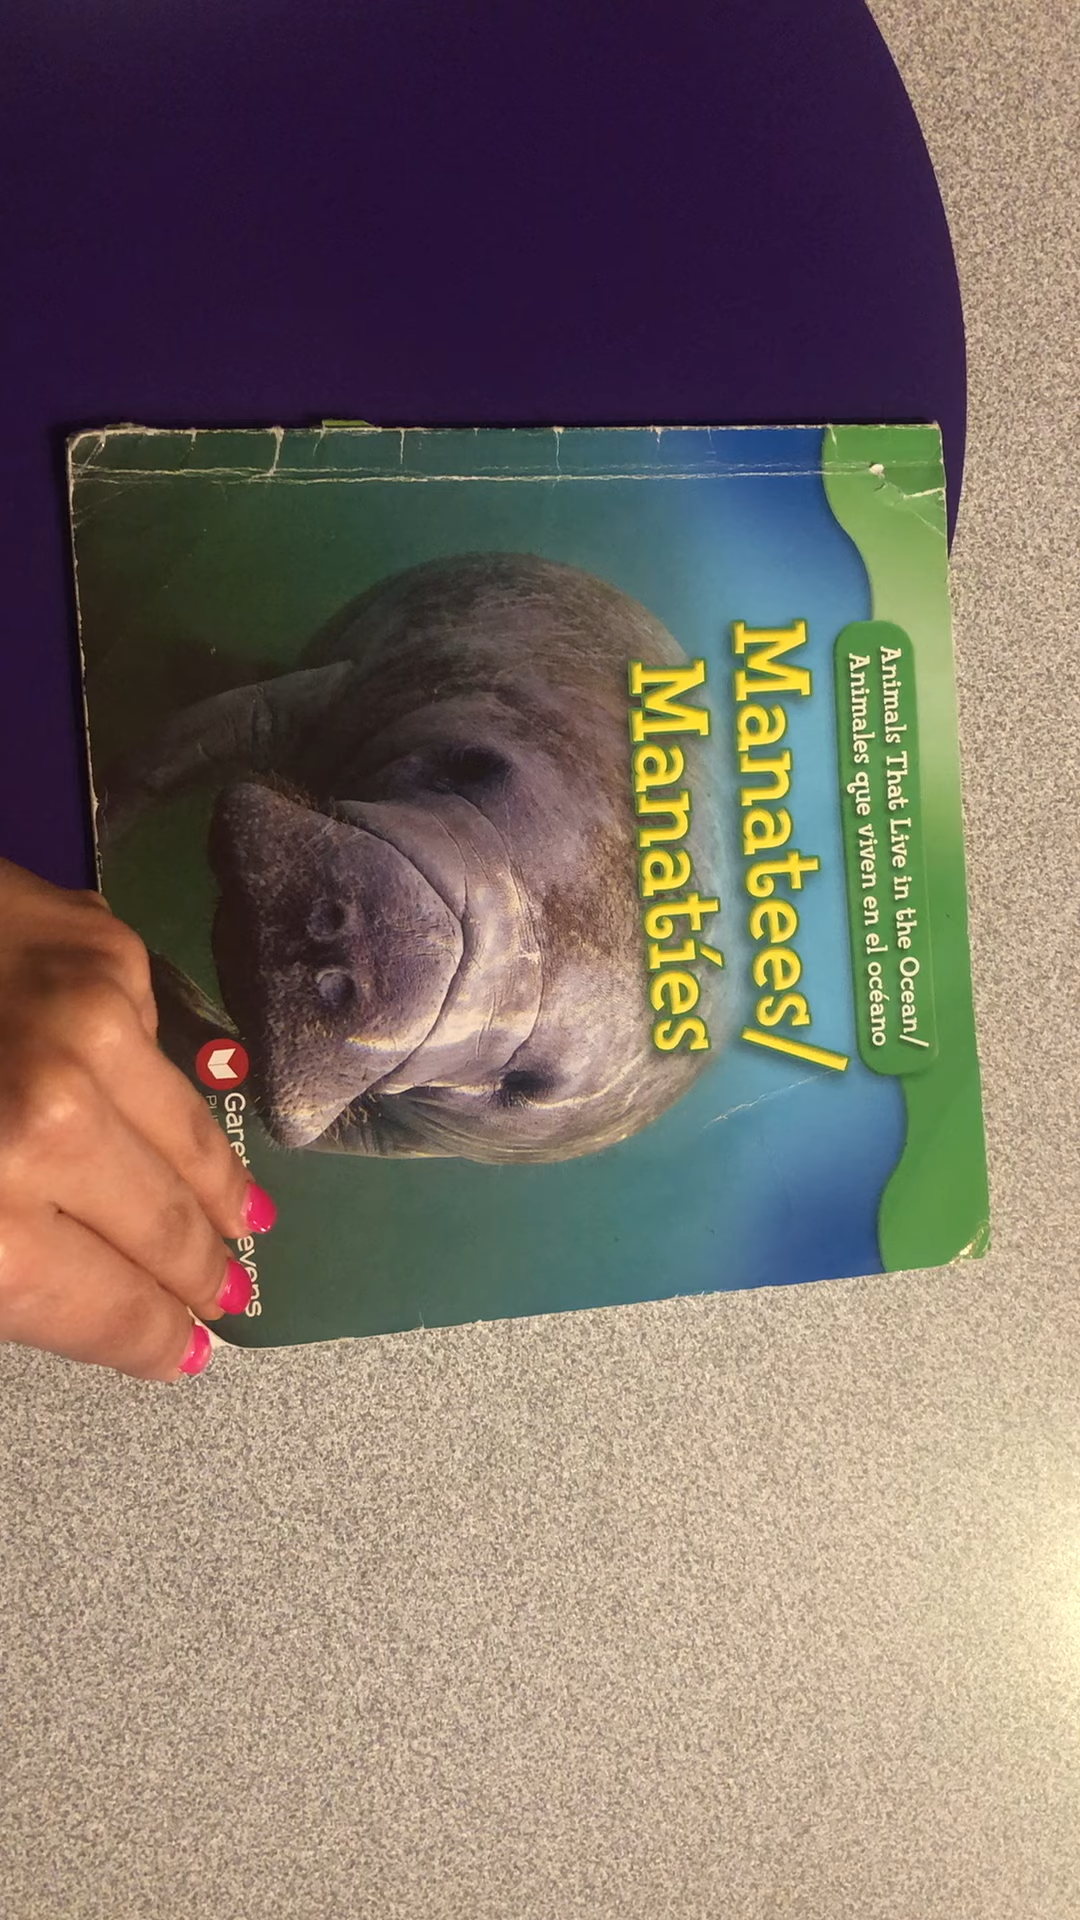 Animals That Live in the Ocean/
Animales que viven en el océano
Manatees/
Manatíes